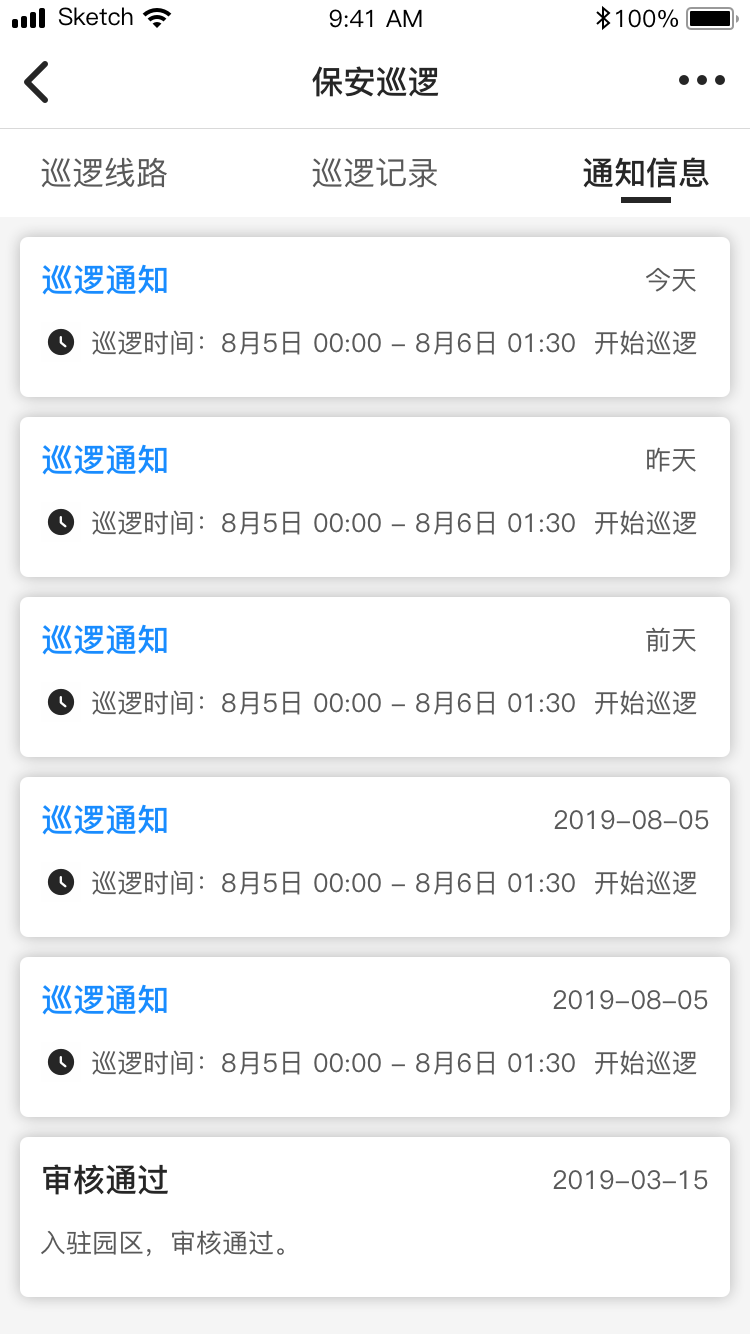 Sketch 9:41 AM 100%
保安巡逻
巡逻线路 巡逻记录 通知信息
巡逻通知 今天
巡逻时间：8月5日 00:00 – 8月6日 01:30 开始巡逻
巡逻通知 昨天
巡逻时间：8月5日 00:00 – 8月6日 01:30 开始巡逻
巡逻通知 前天
巡逻时间：8月5日 00:00 – 8月6日 01:30 开始巡逻
巡逻通知 2019–08–05
巡逻时间：8月5日 00:00 – 8月6日 01:30 开始巡逻
巡逻通知 2019–08–05
巡逻时间：8月5日 00:00 – 8月6日 01:30 开始巡逻
审核通过 2019–03–15
入驻园区，审核通过。